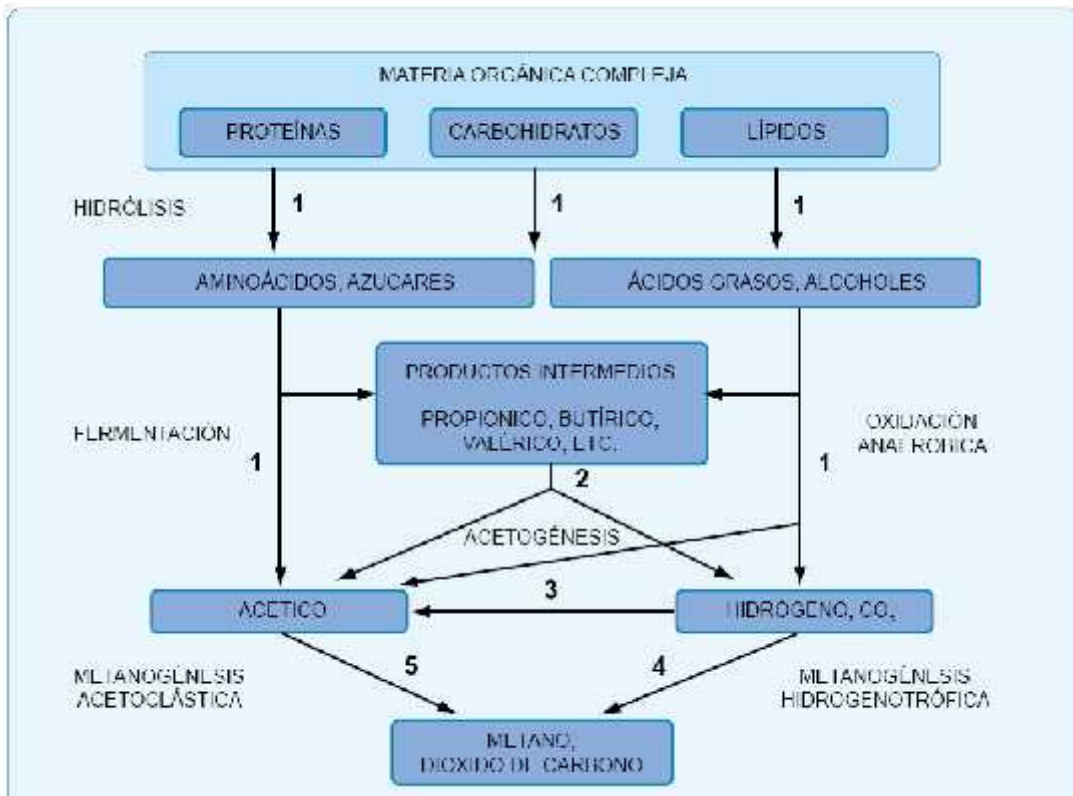 MATERIA ORGÁNICA COMPLEJA
PROTEÍNAS
CARBOHIDRATOS
LÍPIDOS
HIDRÓLISIS
1
1
1
AMINOÁCIDOS, AZUCARES
ÁCIDOS GRASOS, ALCOHOLES
PRODUCTOS INTERMEDIOS
PROPIONICO, BUTÍRICO,
VALÉRICO, ETC.
FERMENTACIÓN
1
OXIDACIÓN
ANAEROBICA
1
2
ACETOGÉNESIS
ACETICO
3
HIDROGENO, CO₂
METANOGÉNESIS
ACETOCLÁSTICA
5
4
METANOGÉNESIS
HIDROGENOTRÓFICA
METANO,
DIOXIDO DE CARBONO